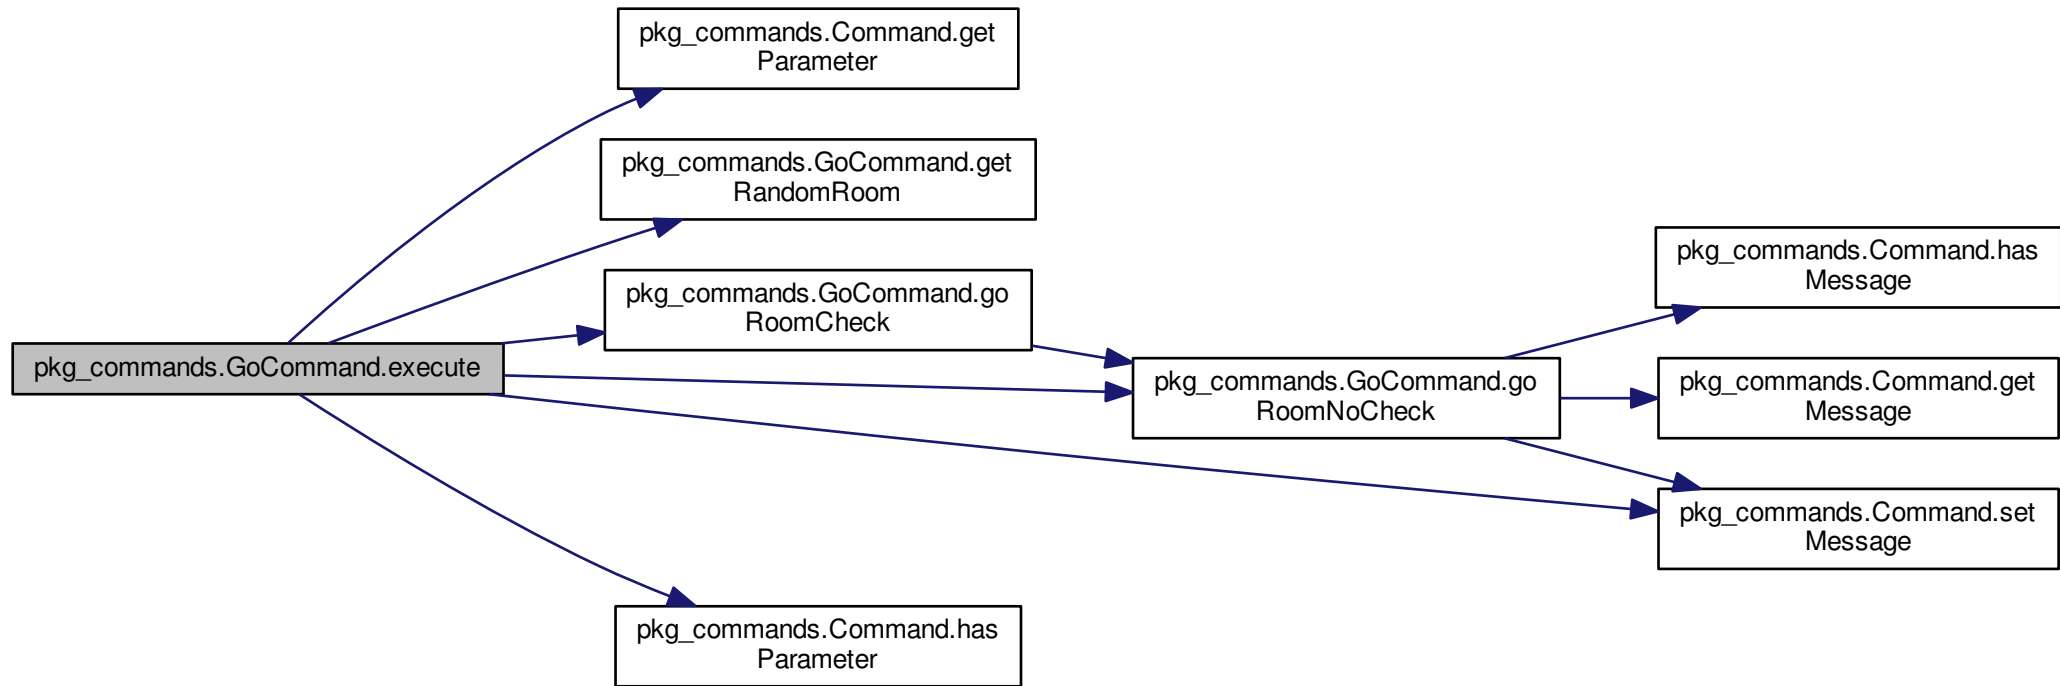 pkg_commands.Command.get
Parameter
pkg_commands.GoCommand.get
RandomRoom
pkg_commands.GoCommand.go
RoomCheck
pkg_commands.GoCommand.execute
pkg_commands.GoCommand.go
RoomNoCheck
pkg_commands.Command.has
Message
pkg_commands.Command.get
Message
pkg_commands.Command.set
Message
pkg_commands.Command.has
Parameter